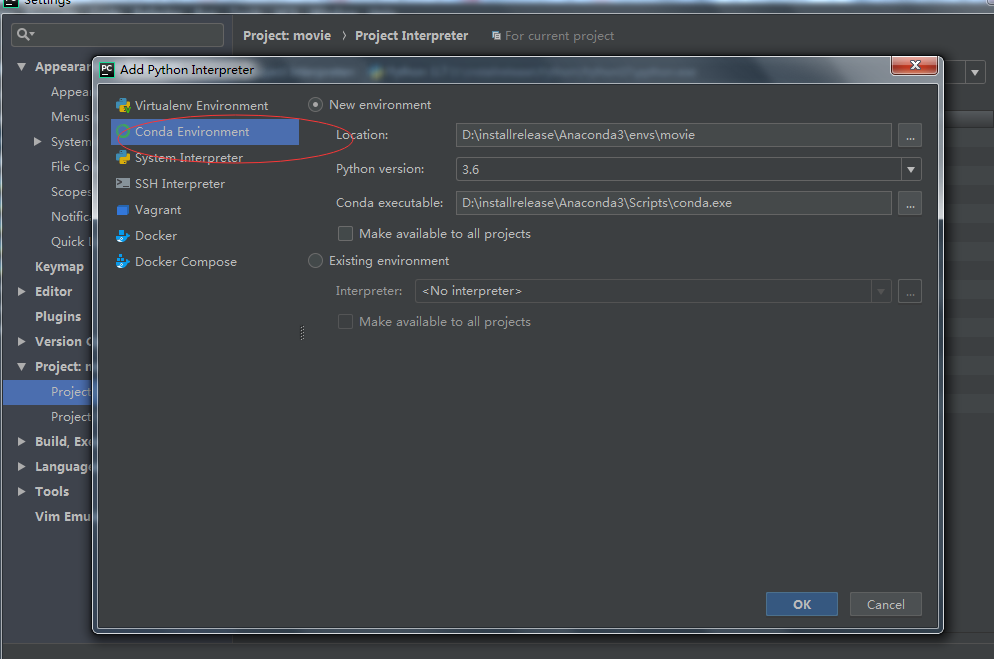 Settings
Project: movie › Project Interpreter For current project
Appearan
Appea
Menus
System
File Co
Scopes
Notific
Quick L
Keymap
Editor
Plugins
Version C
Project: m
Project
Project
Build, Exe
Language
Tools
Vim Emu
PC Add Python Interpreter
Virtualenv Environment
Conda Environment
System Interpreter
SSH Interpreter
Vagrant
Docker
Docker Compose
New environment
Location: D:\installrelease\Anaconda3\envs\movie ...
Python version: 3.6
Conda executable: D:\installrelease\Anaconda3\Scripts\conda.exe ...
Make available to all projects
Existing environment
Interpreter: <No interpreter> ...
Make available to all projects
OK Cancel